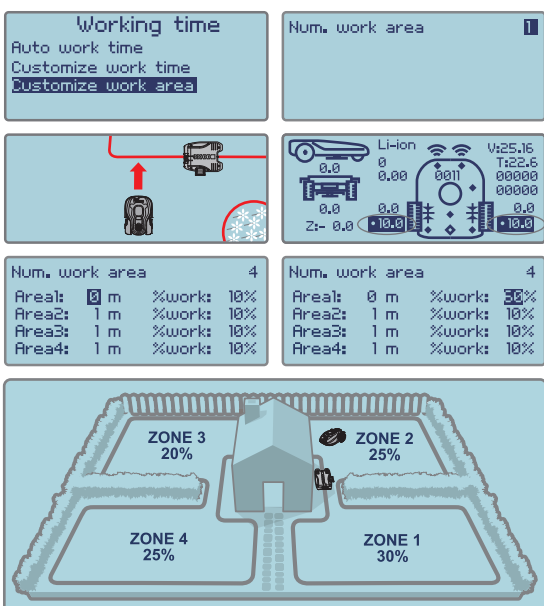 Working time
Auto work time
Customize work time
Customize work area
Num. work area 1
Li-ion
V:25.16
0.0 0 T:22.6
0.00 0011 00000
00000
0.0 0.0 0.0
Z:- 0.0 •10.0 •10.0
Num. work area 4
Area1: 0 m %work: 10%
Area2: 1 m %work: 10%
Area3: 1 m %work: 10%
Area4: 1 m %work: 10%
Num. work area 4
Area1: 0 m %work: 30%
Area2: 1 m %work: 10%
Area3: 1 m %work: 10%
Area4: 1 m %work: 10%
ZONE 3
20%
ZONE 2
25%
ZONE 4
25%
ZONE 1
30%